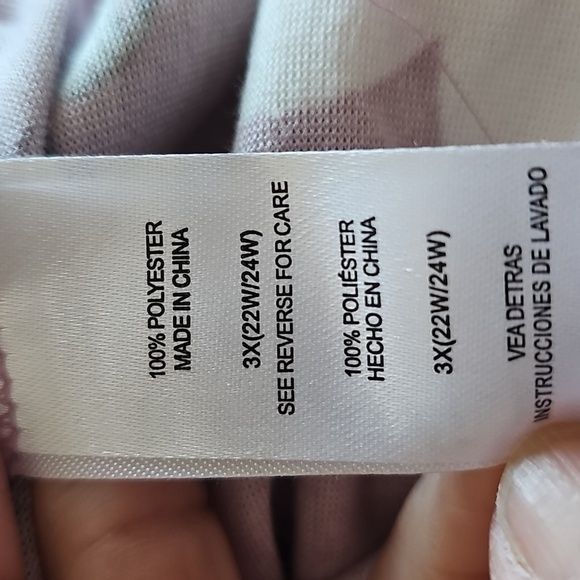 100% POLYESTER
MADE IN CHINA
3X(22W/24W)
SEE REVERSE FOR CARE
100% POLIÉSTER
HECHO EN CHINA
3X(22W/24W)
VEA DETRAS
INSTRUCCIONES DE LAVADO